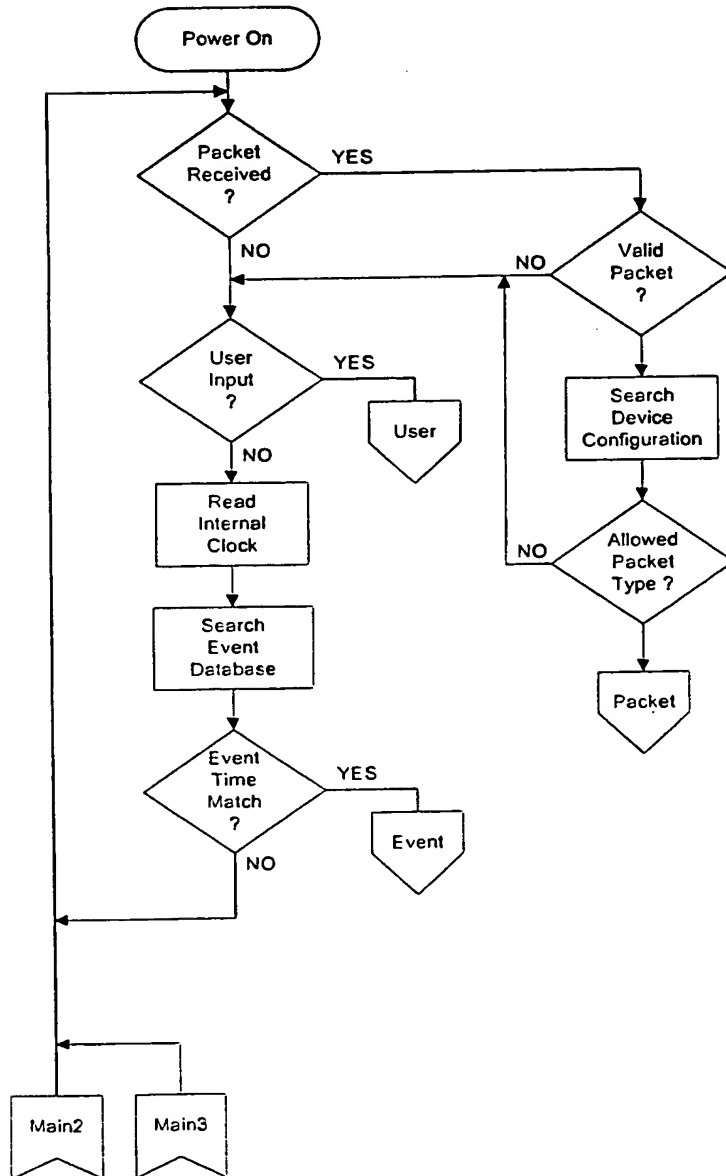 Power On
Packet
Received
?
YES
NO
Valid
Packet
?
NO
User
Input
?
YES
NO
User
Search
Device
Configuration
Read
Internal
Clock
Allowed
Packet
Type ?
NO
Search
Event
Database
Packet
Event
Time
Match
?
YES
NO
Event
Main2
Main3